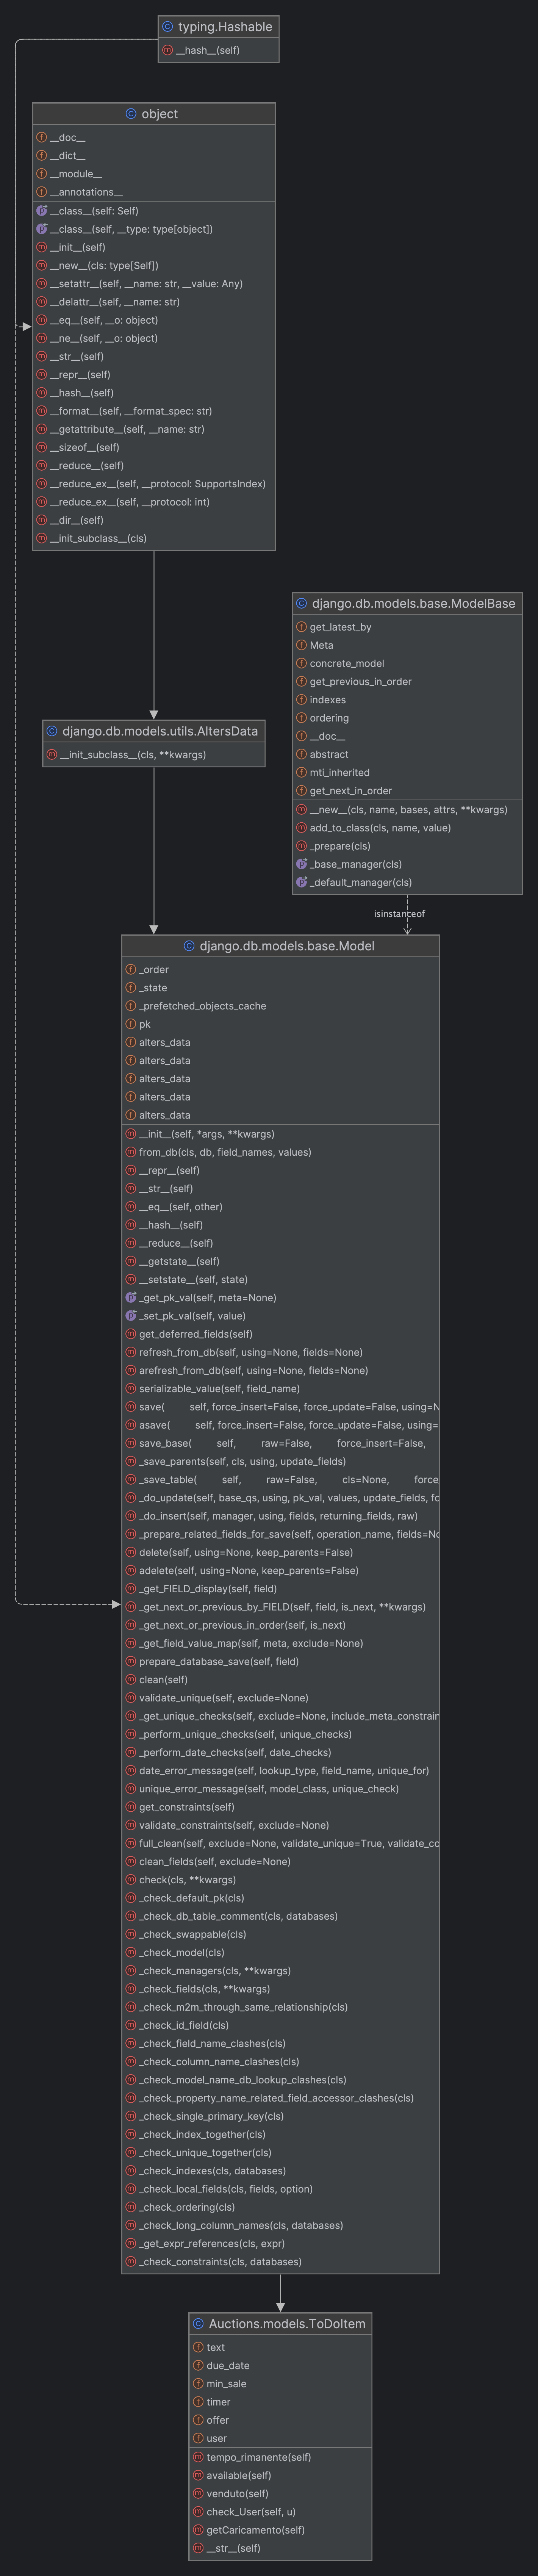 typing.Hashable
__hash__(self)
object
__doc__
__dict__
__module__
__annotations__
__class__(self: Self)
__class__(self, __type: type[object])
__init__(self)
__new__(cls: type[Self])
__setattr__(self, __name: str, __value: Any)
__delattr__(self, __name: str)
__eq__(self, __o: object)
__ne__(self, __o: object)
__str__(self)
__repr__(self)
__hash__(self)
__format__(self, __format_spec: str)
__getattribute__(self, __name: str)
__sizeof__(self)
__reduce__(self)
__reduce_ex__(self, __protocol: SupportsIndex)
__reduce_ex__(self, __protocol: int)
__dir__(self)
__init_subclass__(cls)
django.db.models.base.ModelBase
get_latest_by
Meta
concrete_model
get_previous_in_order
indexes
ordering
__doc__
abstract
mti_inherited
get_next_in_order
__new__(cls, name, bases, attrs, **kwargs)
add_to_class(cls, name, value)
_prepare(cls)
_base_manager(cls)
_default_manager(cls)
django.db.models.utils.AltersData
__init_subclass__(cls, **kwargs)
isinstanceof
django.db.models.base.Model
_order
_state
_prefetched_objects_cache
pk
alters_data
alters_data
alters_data
alters_data
alters_data
__init__(self, *args, **kwargs)
from_db(cls, db, field_names, values)
__repr__(self)
__str__(self)
__eq__(self, other)
__hash__(self)
__reduce__(self)
__getstate__(self)
__setstate__(self, state)
_get_pk_val(self, meta=None)
_set_pk_val(self, value)
get_deferred_fields(self)
refresh_from_db(self, using=None, fields=None)
arefresh_from_db(self, using=None, fields=None)
serializable_value(self, field_name)
save( self, force_insert=False, force_update=False, using=N
asave( self, force_insert=False, force_update=False, using=
save_base( self, raw=False, force_insert=False,
_save_parents(self, cls, using, update_fields)
_save_table( self, raw=False, cls=None, force
_do_update(self, base_qs, using, pk_val, values, update_fields, fo
_do_insert(self, manager, using, fields, returning_fields, raw)
_prepare_related_fields_for_save(self, operation_name, fields=No
delete(self, using=None, keep_parents=False)
adelete(self, using=None, keep_parents=False)
_get_FIELD_display(self, field)
_get_next_or_previous_by_FIELD(self, field, is_next, **kwargs)
_get_next_or_previous_in_order(self, is_next)
_get_field_value_map(self, meta, exclude=None)
prepare_database_save(self, field)
clean(self)
validate_unique(self, exclude=None)
_get_unique_checks(self, exclude=None, include_meta_constrain
_perform_unique_checks(self, unique_checks)
_perform_date_checks(self, date_checks)
date_error_message(self, lookup_type, field_name, unique_for)
unique_error_message(self, model_class, unique_check)
get_constraints(self)
validate_constraints(self, exclude=None)
full_clean(self, exclude=None, validate_unique=True, validate_co
clean_fields(self, exclude=None)
check(cls, **kwargs)
_check_default_pk(cls)
_check_db_table_comment(cls, databases)
_check_swappable(cls)
_check_model(cls)
_check_managers(cls, **kwargs)
_check_fields(cls, **kwargs)
_check_m2m_through_same_relationship(cls)
_check_id_field(cls)
_check_field_name_clashes(cls)
_check_column_name_clashes(cls)
_check_model_name_db_lookup_clashes(cls)
_check_property_name_related_field_accessor_clashes(cls)
_check_single_primary_key(cls)
_check_index_together(cls)
_check_unique_together(cls)
_check_indexes(cls, databases)
_check_local_fields(cls, fields, option)
_check_ordering(cls)
_check_long_column_names(cls, databases)
_get_expr_references(cls, expr)
_check_constraints(cls, databases)
Auctions.models.ToDoItem
text
due_date
min_sale
timer
offer
user
tempo_rimanente(self)
available(self)
venduto(self)
check_User(self, u)
getCaricamento(self)
__str__(self)